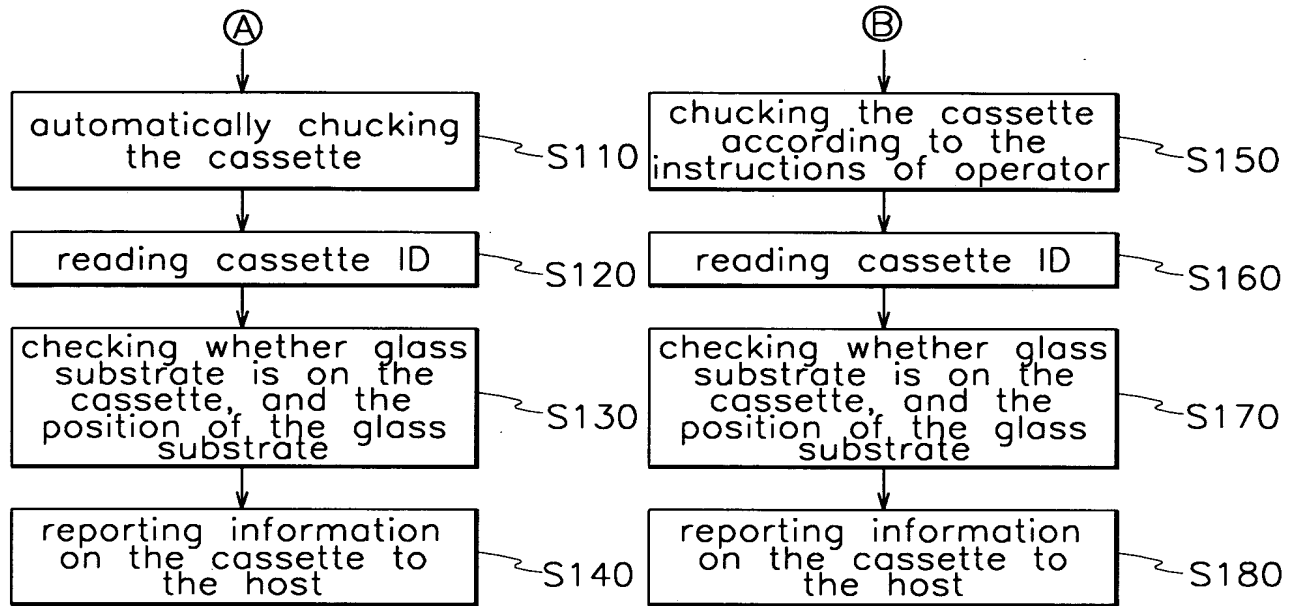 A
automatically chucking
the cassette
S110
reading cassette ID
S120
checking whether glass
substrate is on the
cassette, and the
position of the glass
substrate
S130
reporting information
on the cassette to
the host
S140
B
chucking the cassette
according to the
instructions of operator
S150
reading cassette ID
S160
checking whether glass
substrate is on the
cassette, and the
position of the glass
substrate
S170
reporting information
on the cassette to
the host
S180